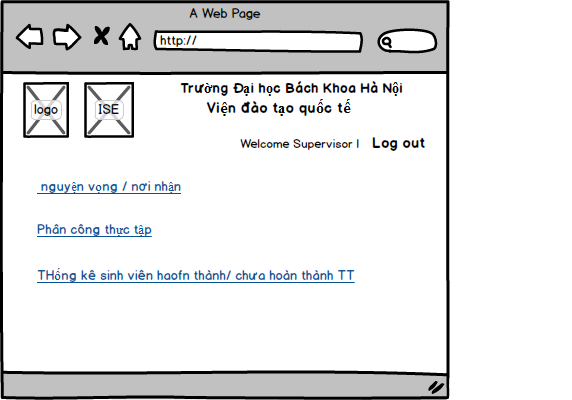 A Web Page
http://
logo
ISE
Trường Đại học Bách Khoa Hà Nội
Viện đào tạo quốc tế
Welcome Supervisor | Log out
nguyện vọng / nơi nhận
Phân công thực tập
THống kê sinh viên haofn thành/ chưa hoàn thành TT